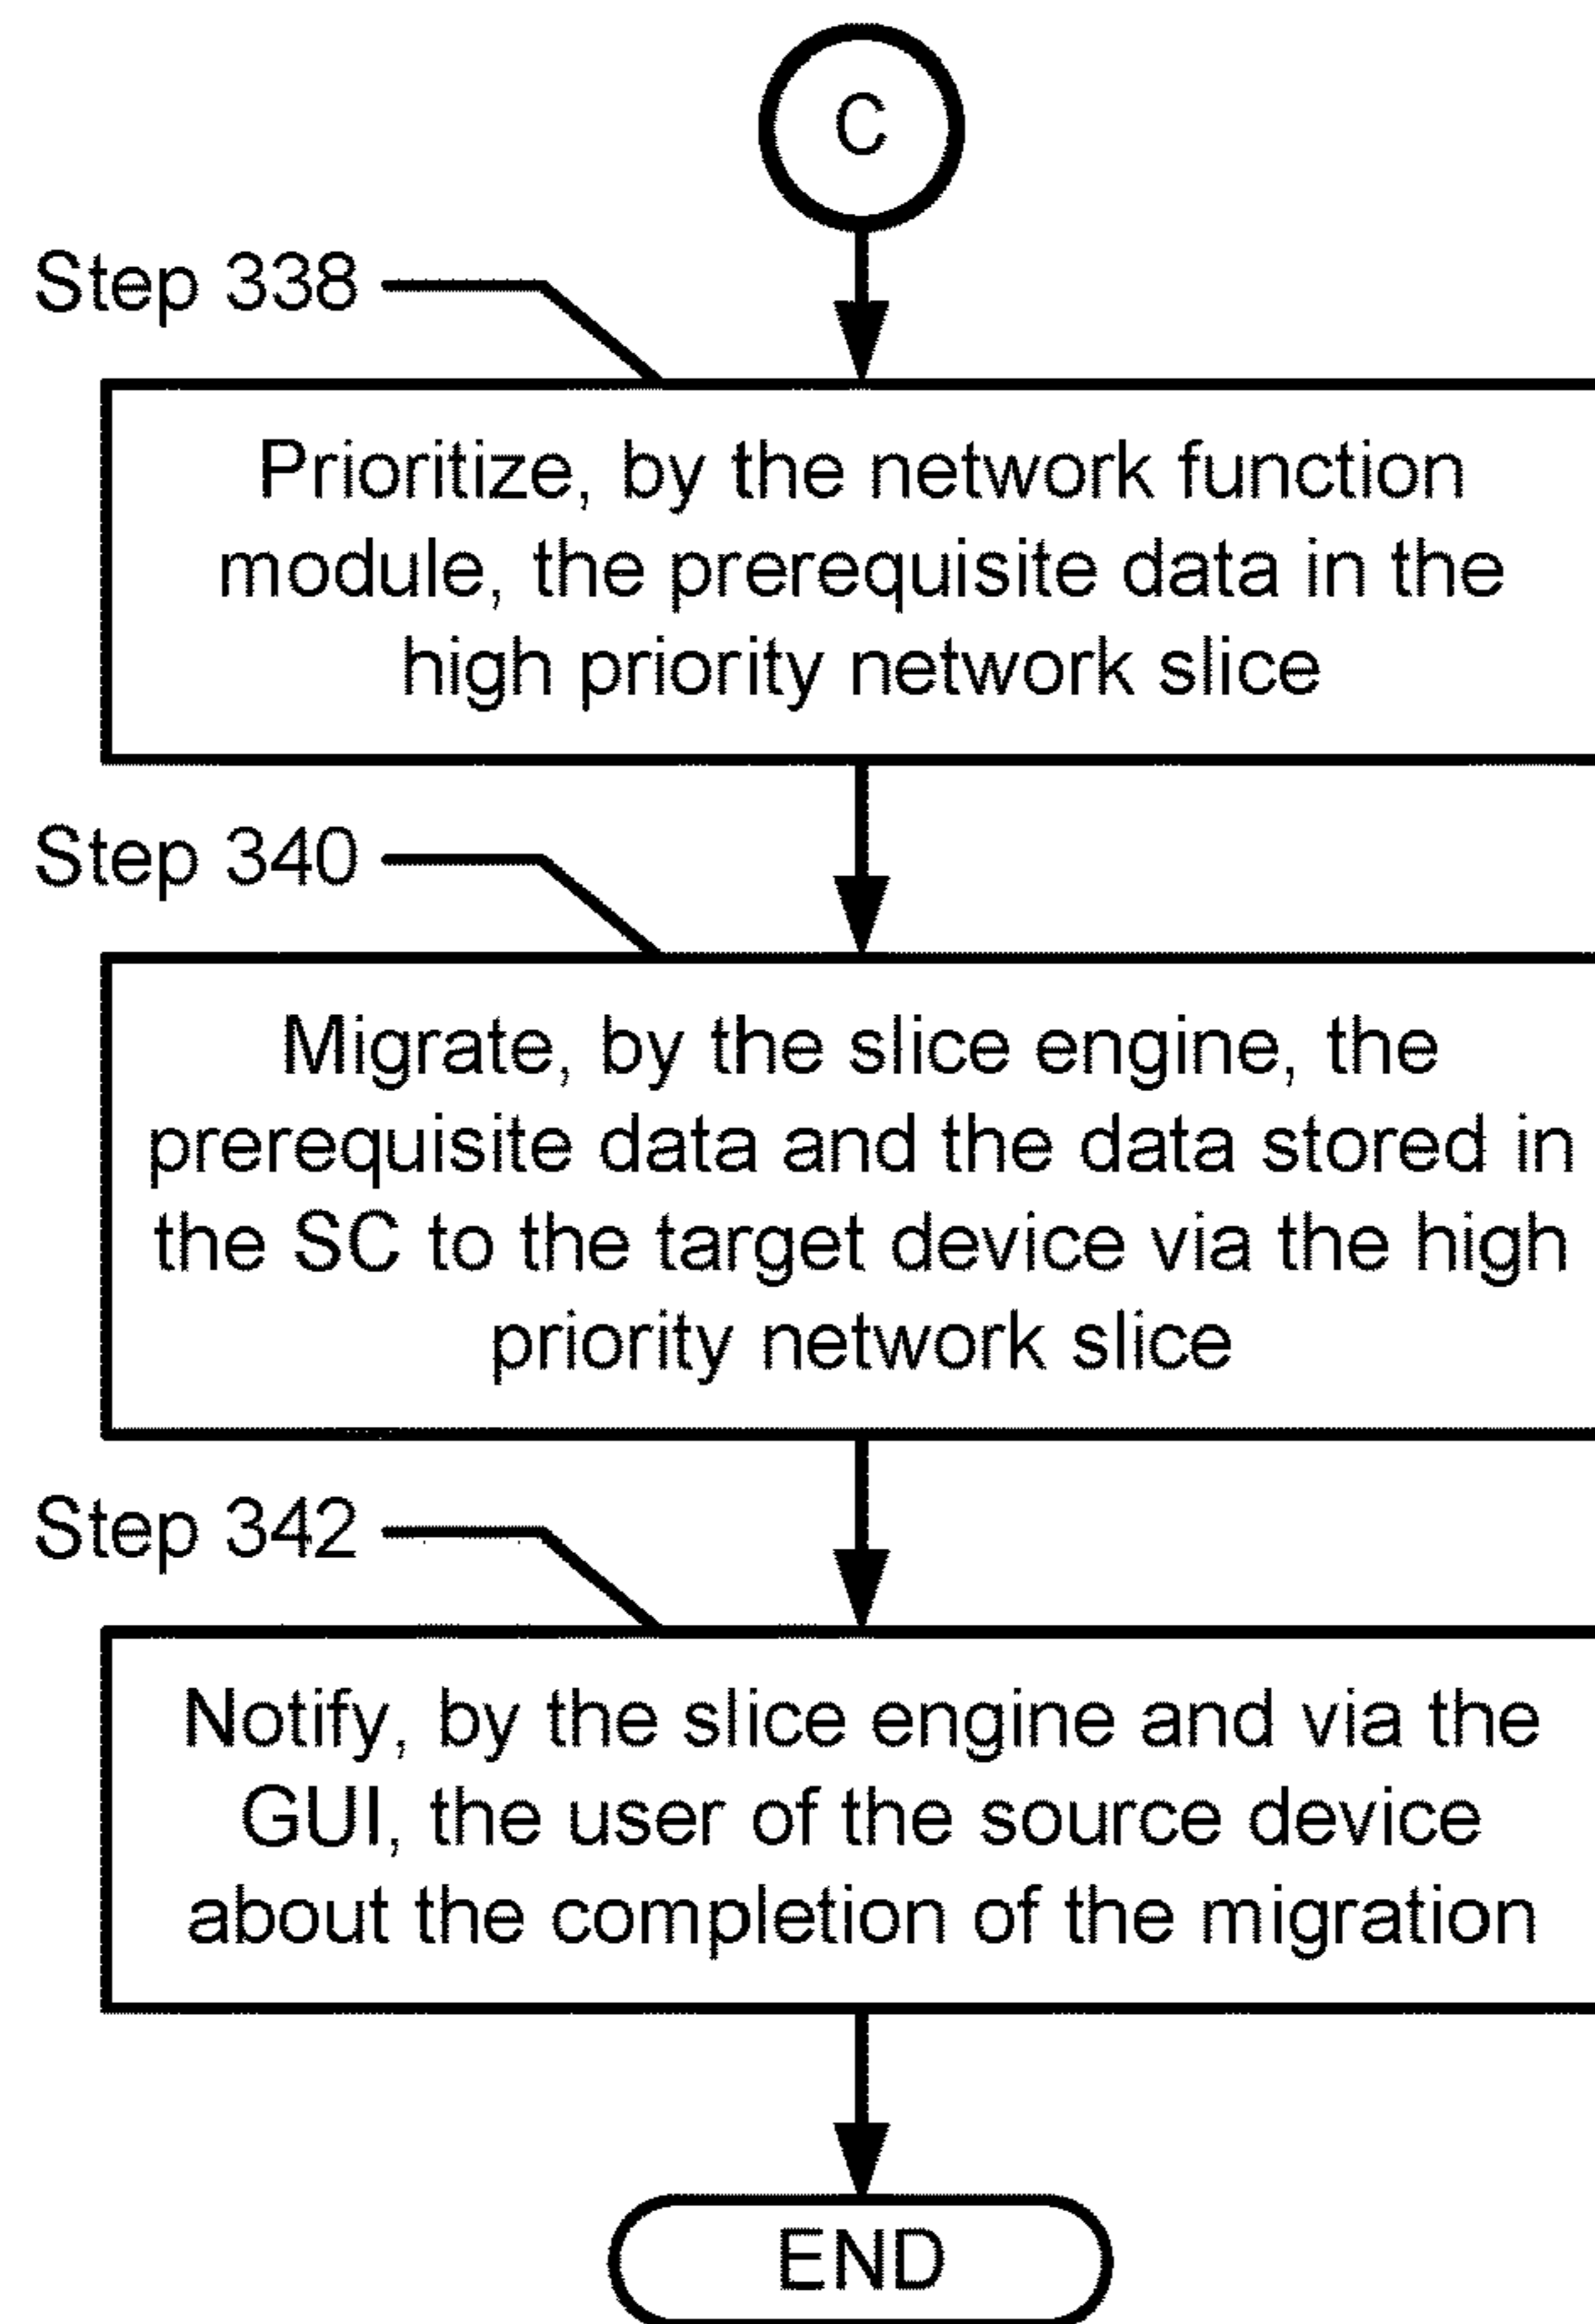 C
Step 338
Prioritize, by the network function
module, the prerequisite data in the
high priority network slice
Step 340
Migrate, by the slice engine, the
prerequisite data and the data stored in
the SC to the target device via the high
priority network slice
Step 342
Notify, by the slice engine and via the
GUI, the user of the source device
about the completion of the migration
END